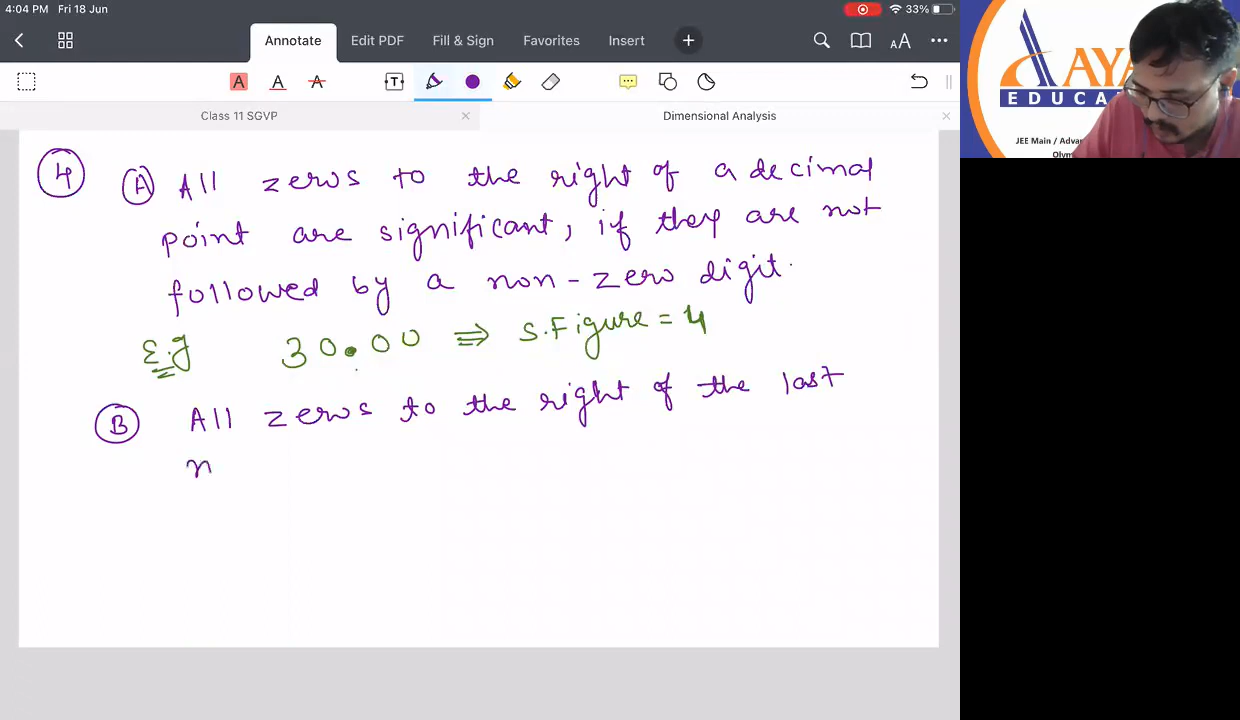 4:04 PM Fri 18 Jun
33%
Annotate Edit PDF Fill & Sign Favorites Insert
Class 11 SGVP
Dimensional Analysis
AYA
EDUCA
JEE Main / Advan
Olym
4 A All zeros to the right of a decimal
point are significant, if they are not
followed by a non-zero digit.
E.g 30.00 ⇒ S.Figure = 4
B All zeros to the right of the last
n